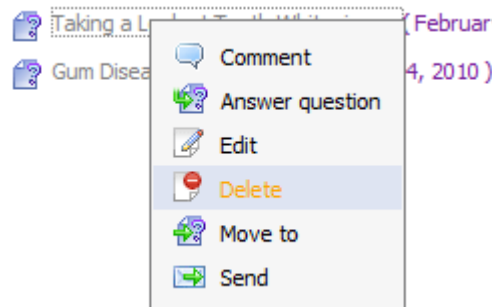 Taking a L ( Februar
Gum Disea 4, 2010 )
Comment
Answer question
Edit
Delete
Move to
Send